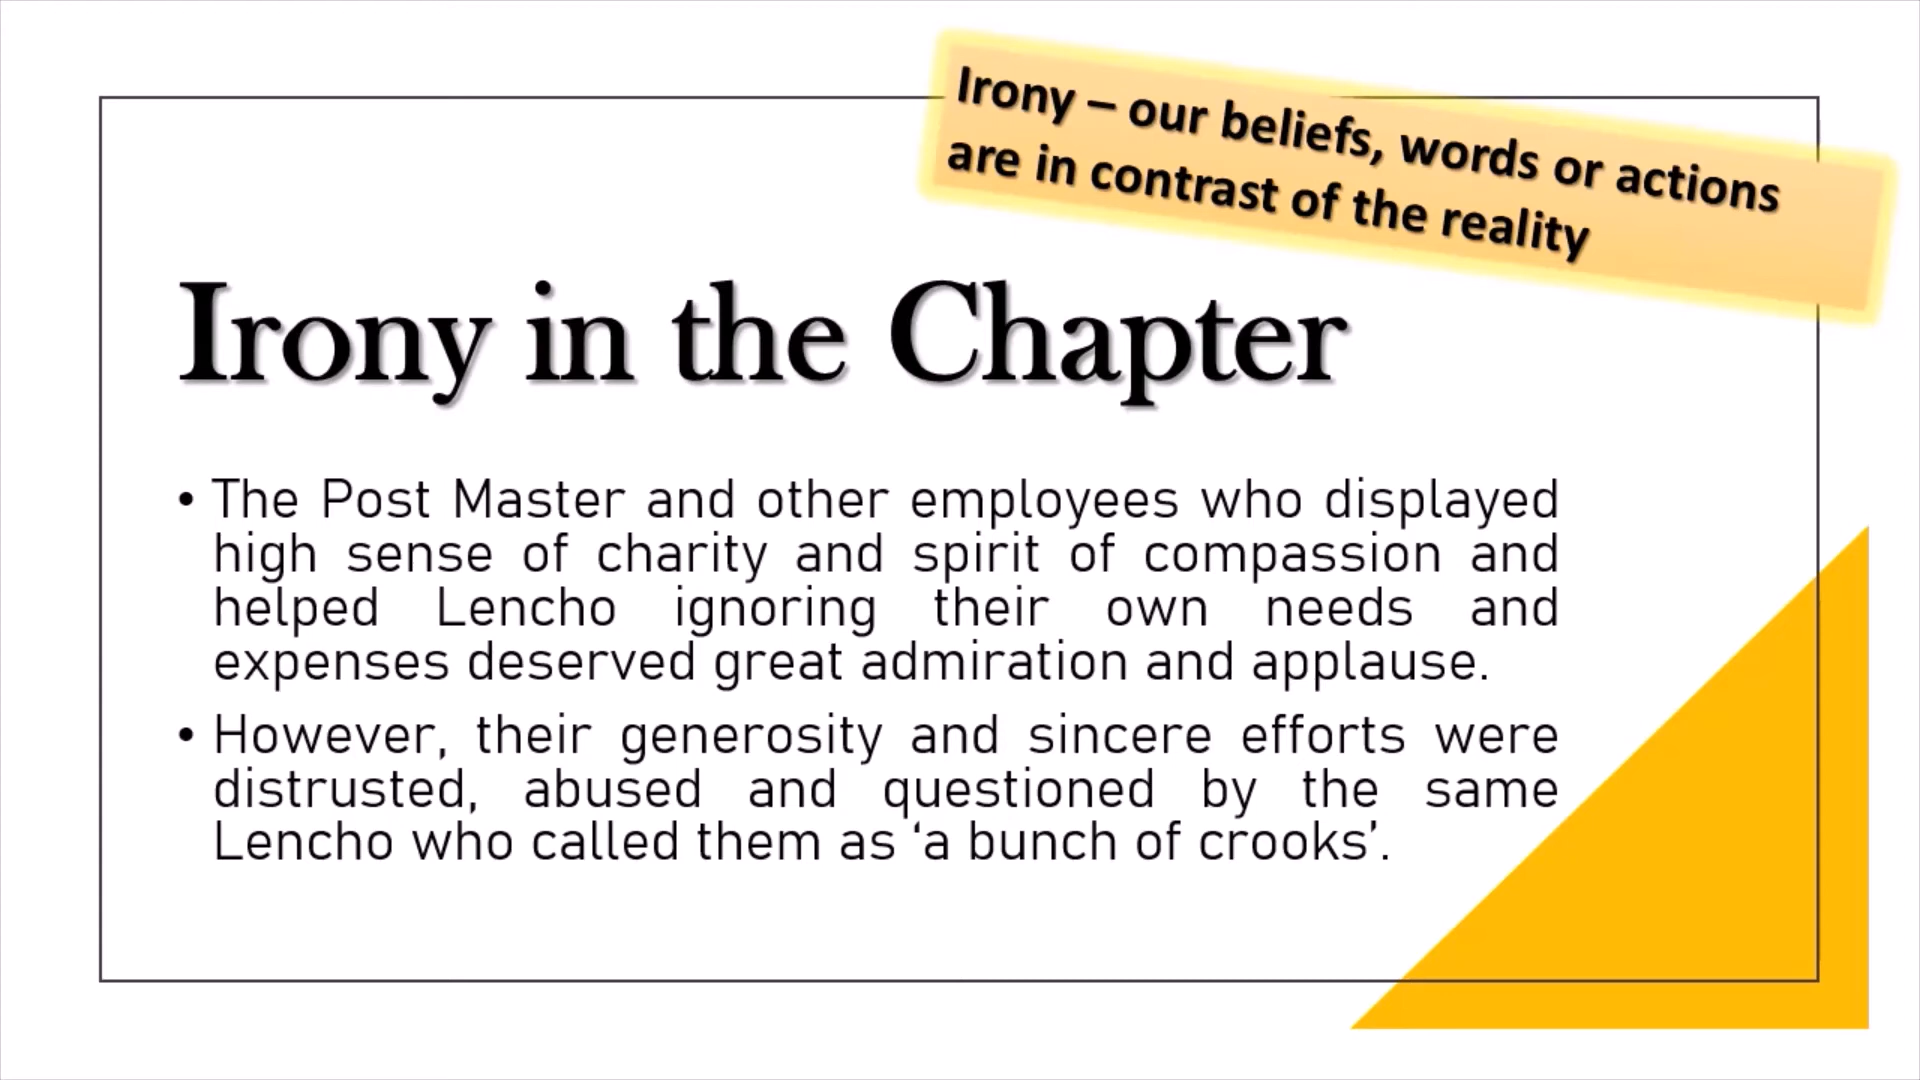 Irony – our beliefs, words or actions
are in contrast of the reality
Irony in the Chapter
• The Post Master and other employees who displayed
high sense of charity and spirit of compassion and
helped Lencho ignoring their own needs and
expenses deserved great admiration and applause.
• However, their generosity and sincere efforts were
distrusted, abused and questioned by the same
Lencho who called them as ‘a bunch of crooks’.